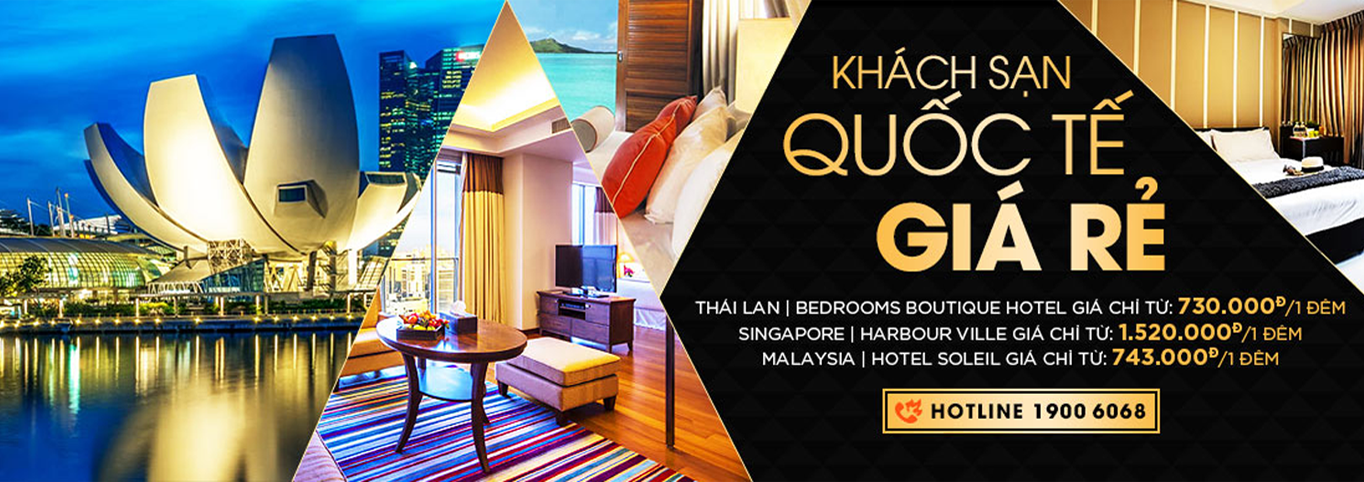 KHÁCH SẠN
QUỐC TẾ
GIÁ RẺ
THÁI LAN | BEDROOMS BOUTIQUE HOTEL GIÁ CHỈ TỪ: 730.000Đ/1 ĐÊM
SINGAPORE | HARBOUR VILLE GIÁ CHỈ TỪ: 1.520.000Đ/1 ĐÊM
MALAYSIA | HOTEL SOLEIL GIÁ CHỈ TỪ: 743.000Đ/1 ĐÊM
HOTLINE 1900 6068